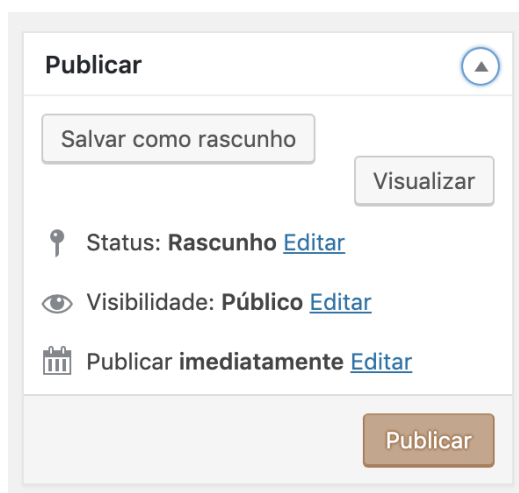 Publicar
Salvar como rascunho
Visualizar
Status: Rascunho Editar
Visibilidade: Público Editar
Publicar imediatamente Editar
Publicar